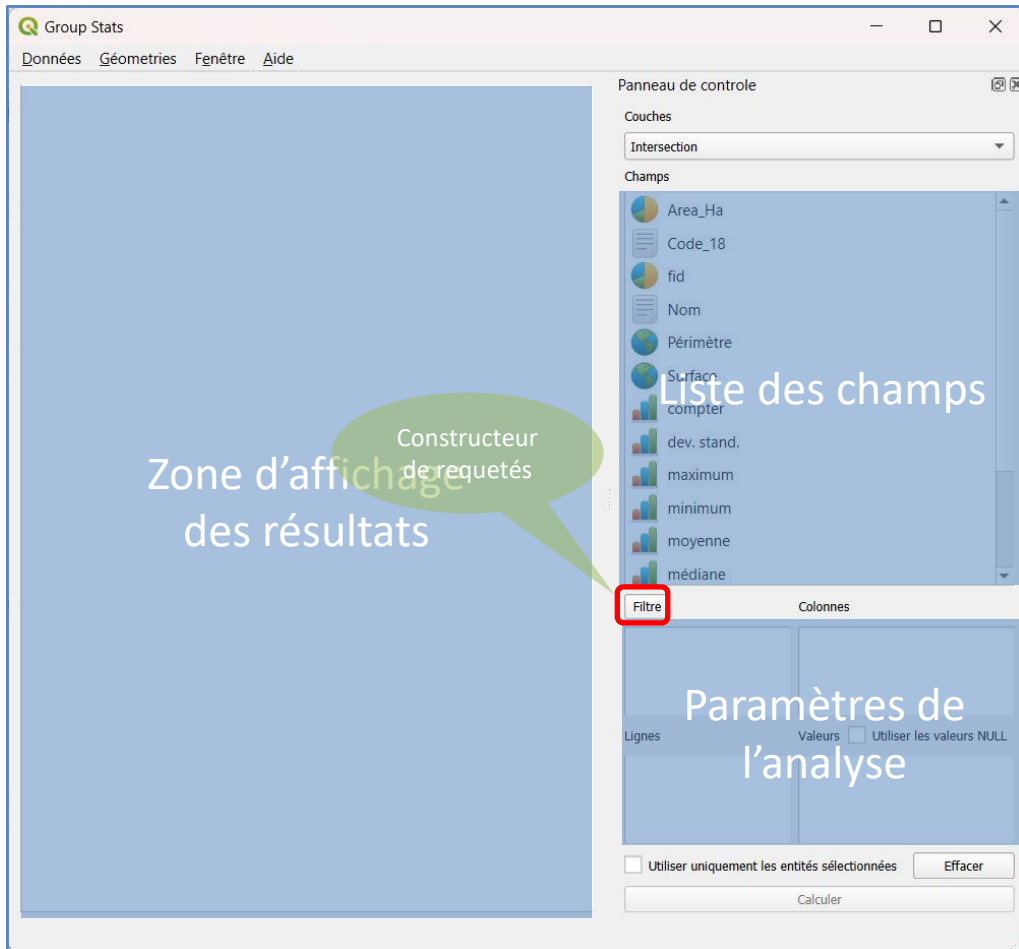 Group Stats
Données Géometries Fenêtre Aide
Panneau de controle
Couches
Intersection
Champs
Area_Ha
Code_18
fid
Nom
Périmètre
Surface
compter
dev. stand.
maximum
minimum
moyenne
médiane
Liste des champs
Constructeur
de requetés
Zone d'affichage
des résultats
Filtre Colonnes
Paramètres de
l'analyse
Lignes Valeurs Utiliser les valeurs NULL
Utiliser uniquement les entités sélectionnées Effacer
Calculer